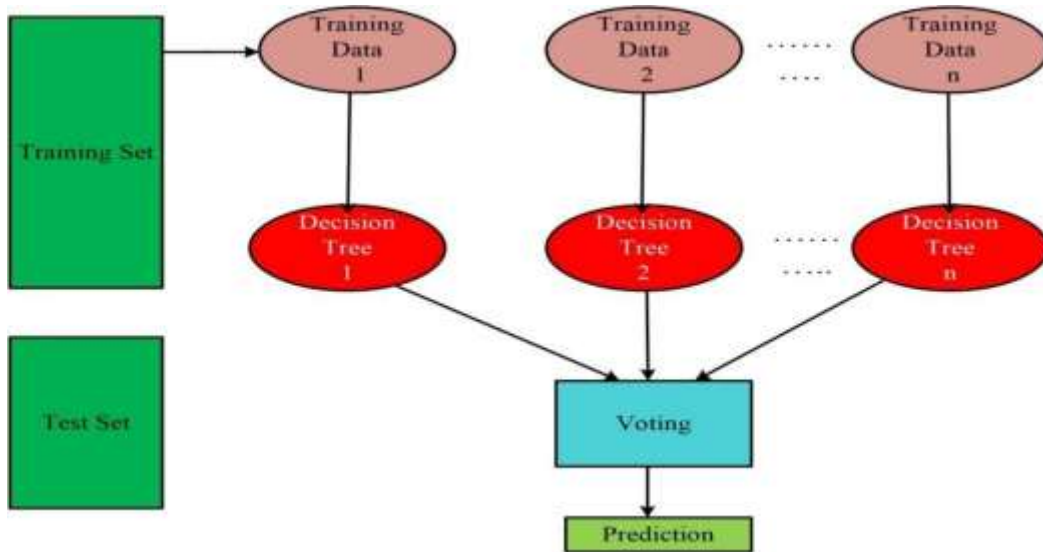 Training
Data
1
Training
Data
2
. . . . . .
. . . .
Training
Data
n
Training Set
Decision
Tree
1
Decision
Tree
2
. . . . . .
. . . . .
Decision
Tree
n
Test Set
Voting
Prediction